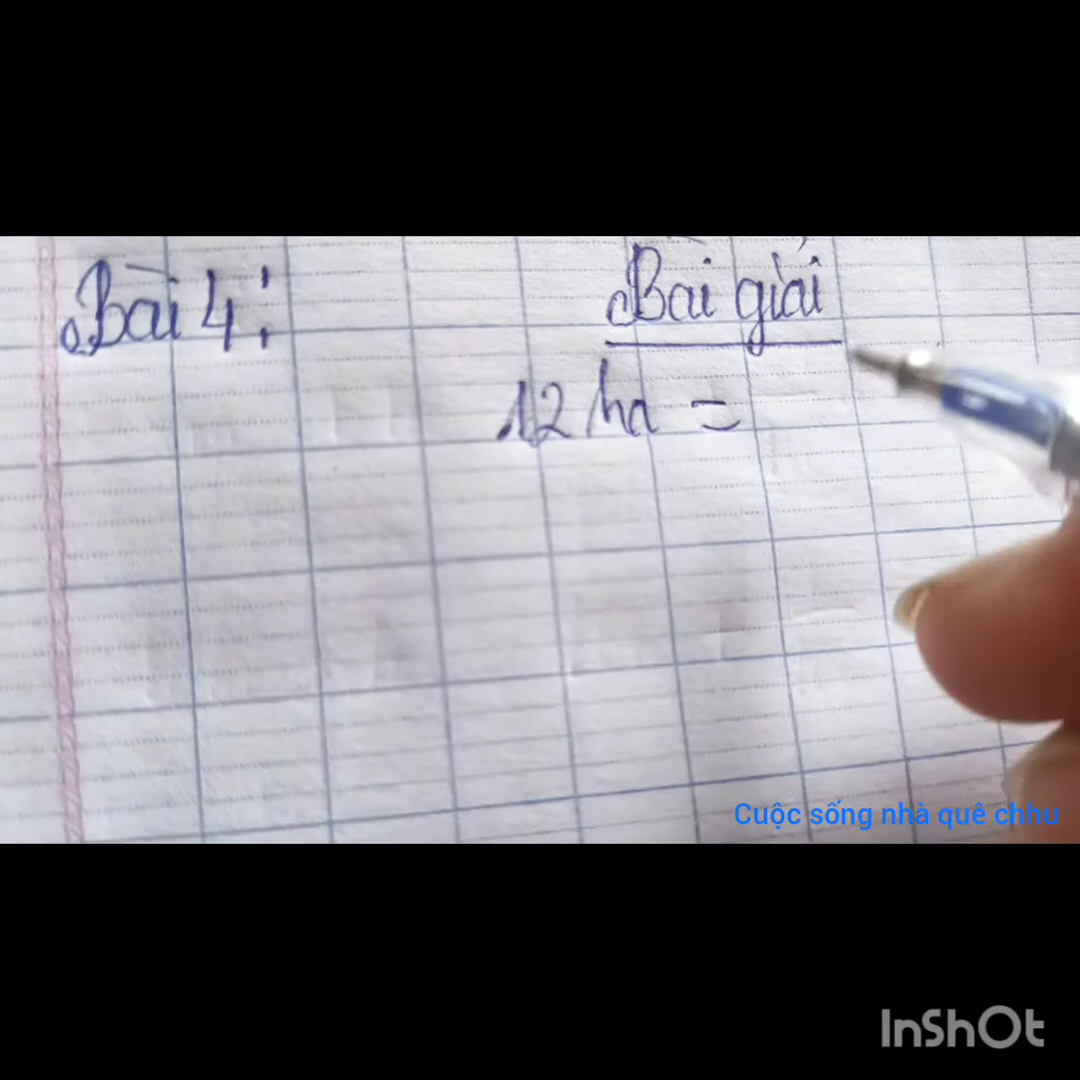 Bài 4:
Bài giải
12 ha =
Cuộc sống nhà quê chhu
InShOt